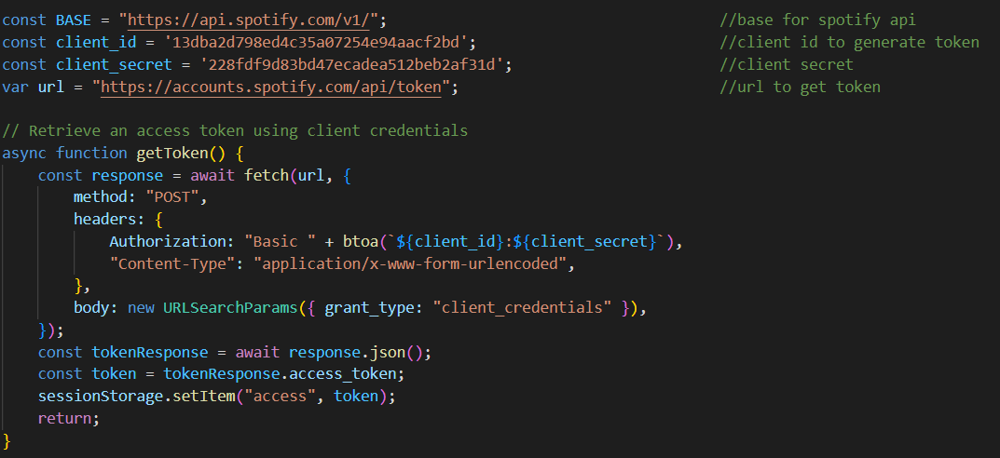 const BASE = "https://api.spotify.com/v1/"; //base for spotify api
const client_id = '13dba2d798ed4c35a07254e94aacf2bd'; //client id to generate token
const client_secret = '228fdf9d83bd47ecadea512beb2af31d'; //client secret
var url = "https://accounts.spotify.com/api/token"; //url to get token

// Retrieve an access token using client credentials
async function getToken() {
    const response = await fetch(url, {
        method: "POST",
        headers: {
            Authorization: "Basic " + btoa(`${client_id}:${client_secret}`),
            "Content-Type": "application/x-www-form-urlencoded",
        },
        body: new URLSearchParams({ grant_type: "client_credentials" }),
    });
    const tokenResponse = await response.json();
    const token = tokenResponse.access_token;
    sessionStorage.setItem("access", token);
    return;
}